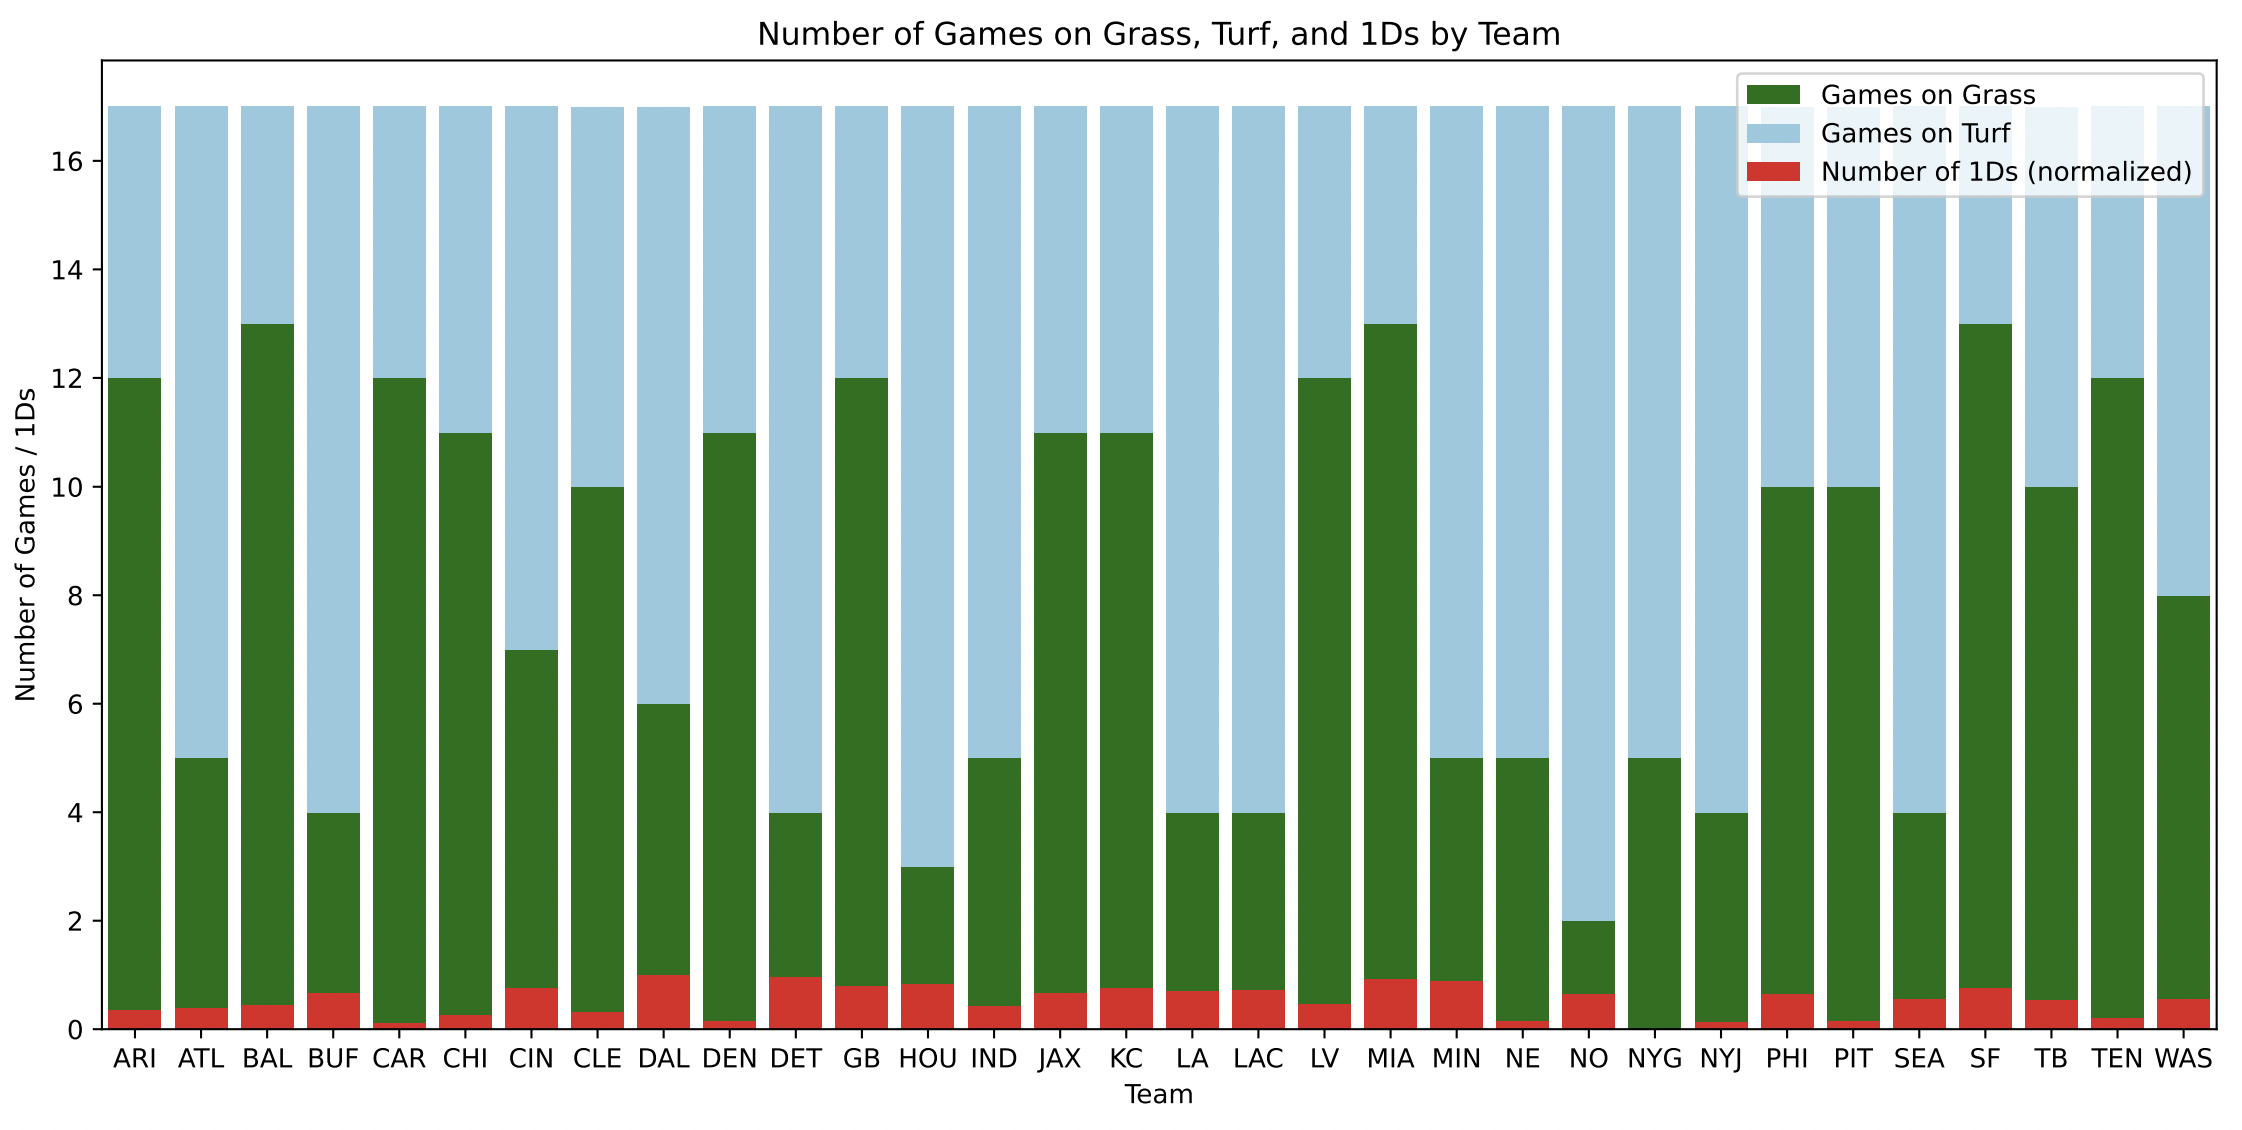 Number of Games on Grass, Turf, and 1Ds by Team
Games on Grass
Games on Turf
Number of 1Ds (normalized)
Number of Games / 1Ds
16
14
12
10
8
6
4
2
0
ARI ATL BAL BUF CAR CHI CIN CLE DAL DEN DET GB HOU IND JAX KC LA LAC LV MIA MIN NE NO NYG NYJ PHI PIT SEA SF TB TEN WAS
Team